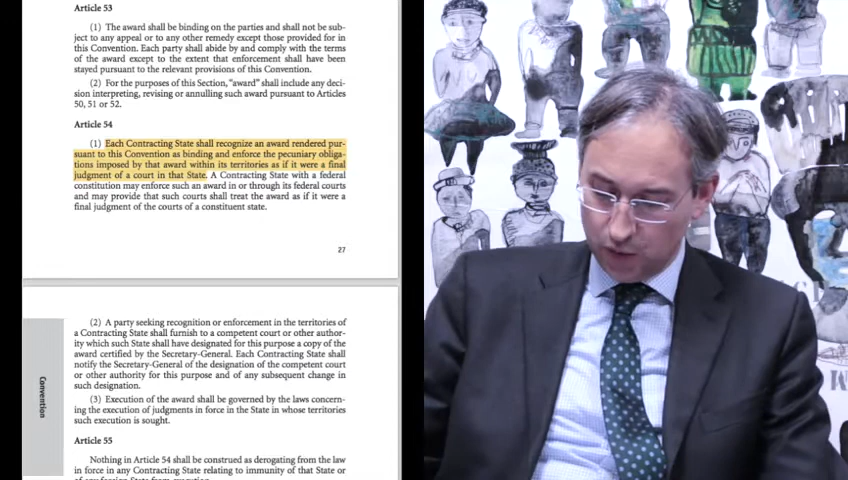 Article 53
(1) The award shall be binding on the parties and shall not be sub-
ject to any appeal or to any other remedy except those provided for in
this Convention. Each party shall abide by and comply with the terms
of the award except to the extent that enforcement shall have been
stayed pursuant to the relevant provisions of this Convention.
(2) For the purposes of this Section, “award” shall include any deci-
sion interpreting, revising or annulling such award pursuant to Articles
50, 51 or 52.
Article 54
(1) Each Contracting State shall recognize an award rendered pur-
suant to this Convention as binding and enforce the pecuniary obliga-
tions imposed by that award within its territories as if it were a final
judgment of a court in that State. A Contracting State with a federal
constitution may enforce such an award in or through its federal courts
and may provide that such courts shall treat the award as if it were a
final judgment of the courts of a constituent state.
27
(2) A party seeking recognition or enforcement in the territories of
a Contracting State shall furnish to a competent court or other author-
ity which such State shall have designated for this purpose a copy of the
award certified by the Secretary-General. Each Contracting State shall
notify the Secretary-General of the designation of the competent court
or other authority for this purpose and of any subsequent change in
such designation.
(3) Execution of the award shall be governed by the laws concern-
ing the execution of judgments in force in the State in whose territories
such execution is sought.
Convention
Article 55
Nothing in Article 54 shall be construed as derogating from the law
in force in any Contracting State relating to immunity of that State or